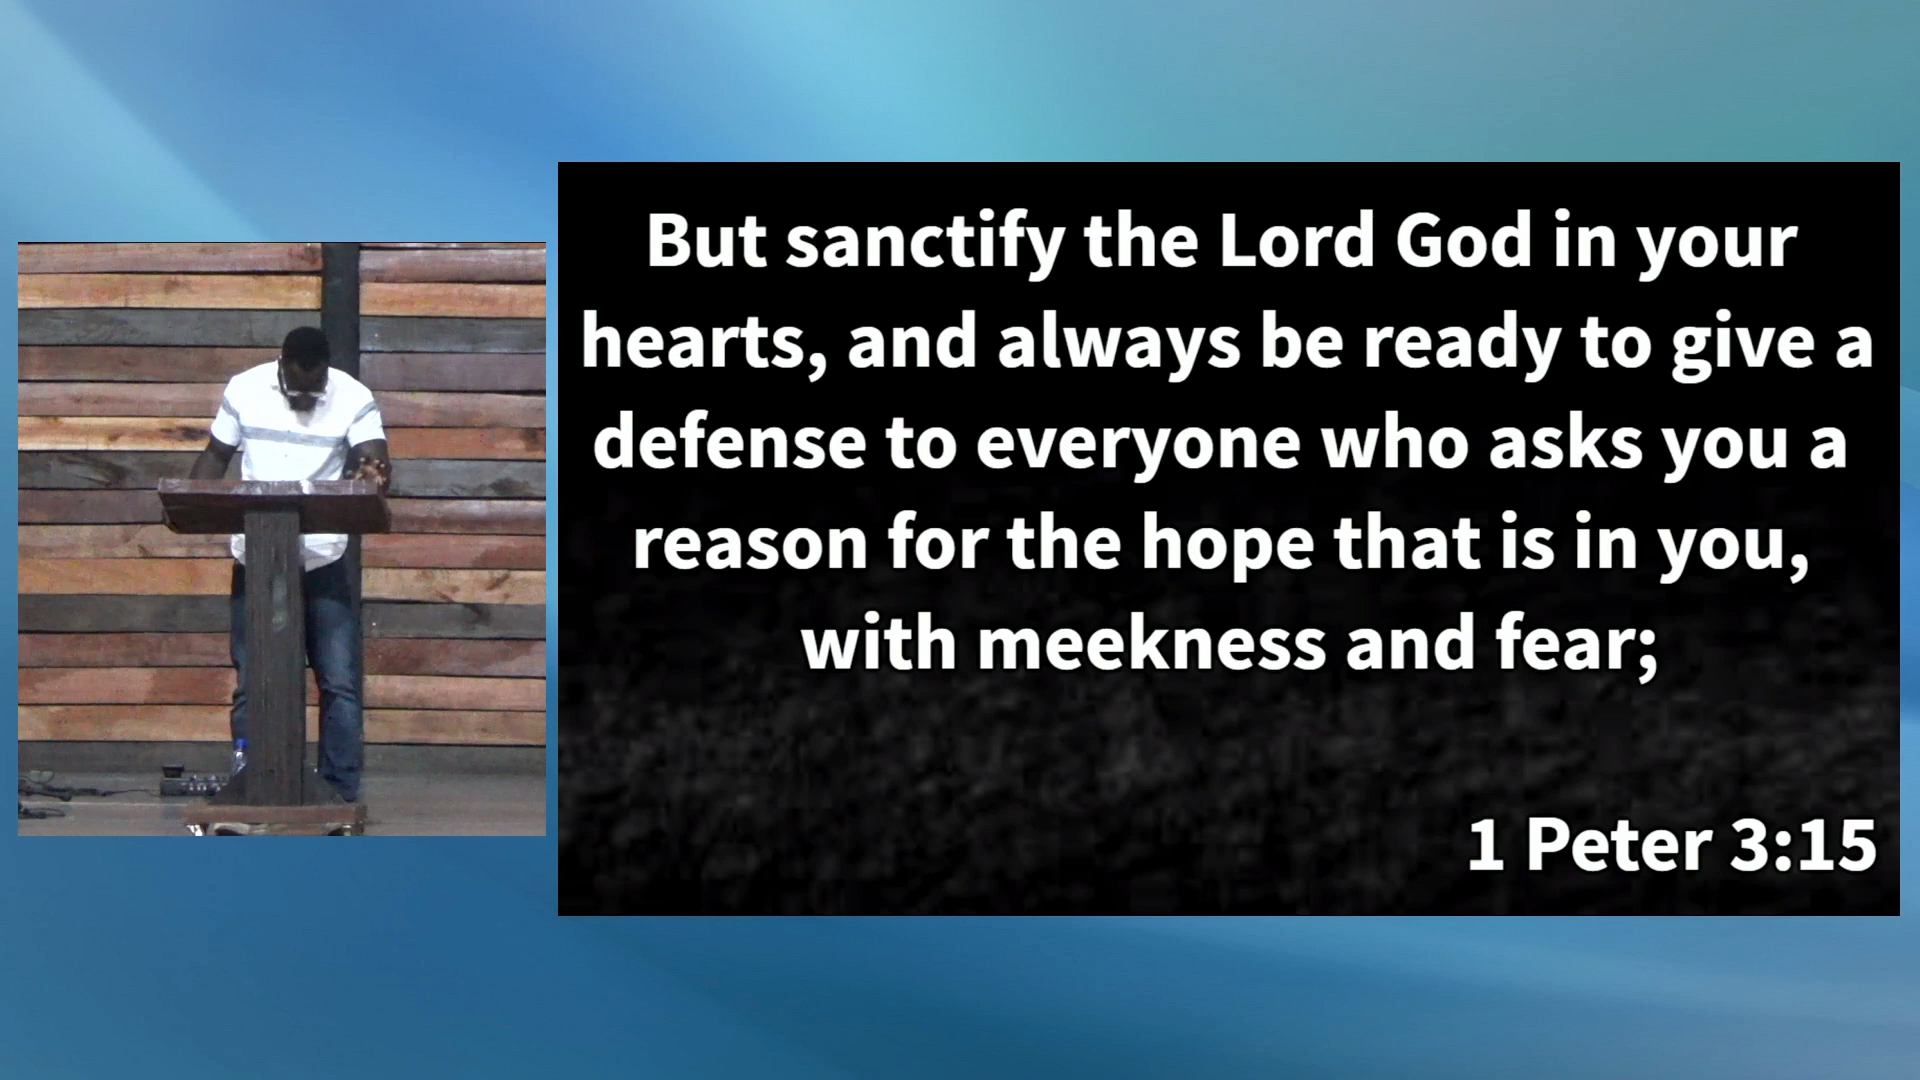 But sanctify the Lord God in your
hearts, and always be ready to give a
defense to everyone who asks you a
reason for the hope that is in you,
with meekness and fear;
1 Peter 3:15